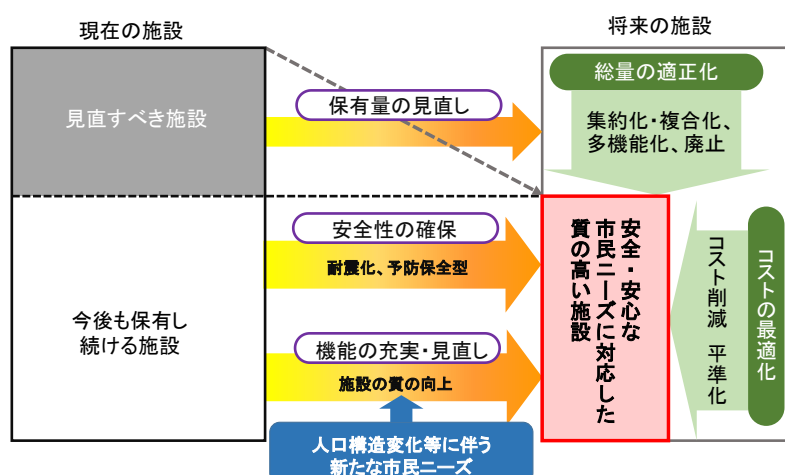 現在の施設
将来の施設
見直すべき施設
保有量の見直し
総量の適正化
集約化・複合化、
多機能化、廃止
今後も保有し
続ける施設
安全性の確保
耐震化、予防保全型
機能の充実・見直し
施設の質の向上
人口構造変化等に伴う
新たな市民ニーズ
安全・安心な
市民ニーズに対応した
質の高い施設
コスト削減 平準化
コストの最適化